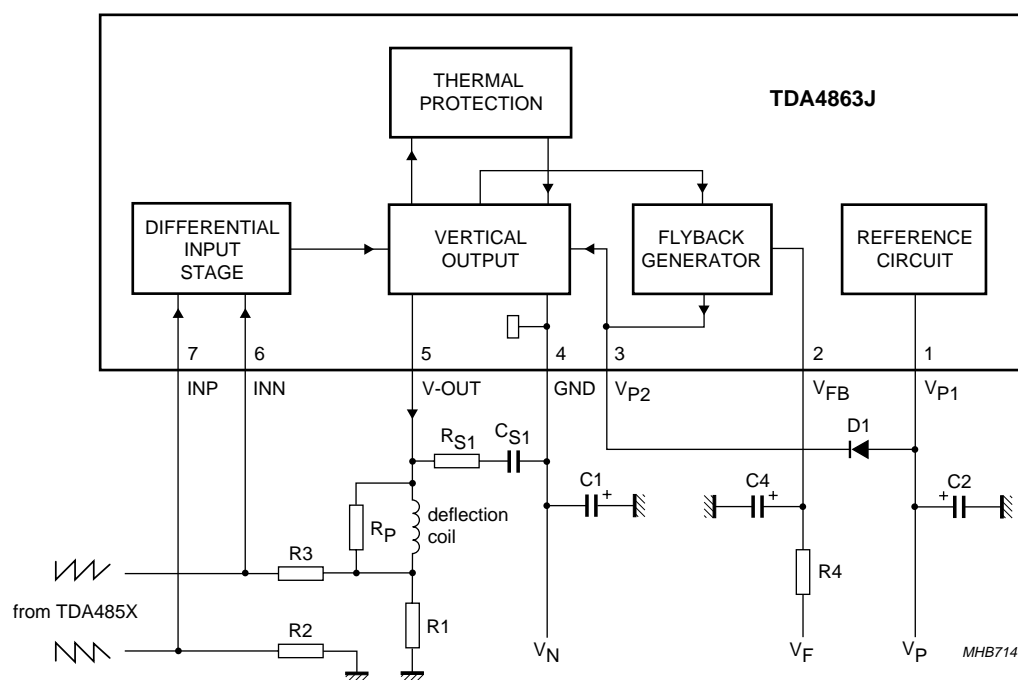 THERMAL
PROTECTION
TDA4863J
DIFFERENTIAL
INPUT
STAGE
VERTICAL
OUTPUT
FLYBACK
GENERATOR
REFERENCE
CIRCUIT
7 6 5 4 3 2 1
INP INN V-OUT GND VP2 VFB VP1
D1
RS1 CS1
C1 + C4 + + C2
RP
deflection
coil
R3
R4
from TDA485X
R1
R2
VN VF VP
MHB714